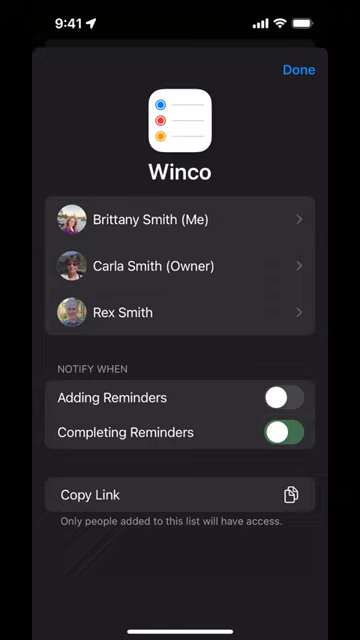 9:41
Done
Winco
Brittany Smith (Me)
Carla Smith (Owner)
Rex Smith
NOTIFY WHEN
Adding Reminders
Completing Reminders
Copy Link
Only people added to this list will have access.